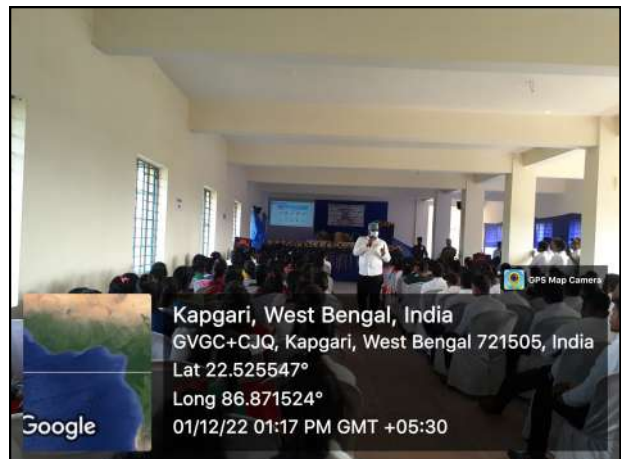 GPS Map Camera
Kapgari, West Bengal, India
GVGC+CJQ, Kapgari, West Bengal 721505, India
Lat 22.525547°
Long 86.871524°
01/12/22 01:17 PM GMT +05:30
Google